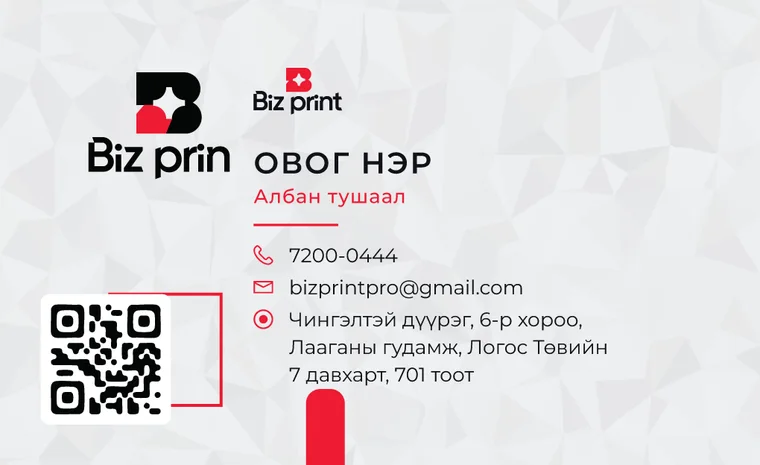 Biz prin
Biz print
ОВОГ НЭР
Албан тушаал
7200-0444
bizprintpro@gmail.com
Чингэлтэй дүүрэг, 6-р хороо,
Лааганы гудамж, Логос Төвийн
7 давхарт, 701 тоот